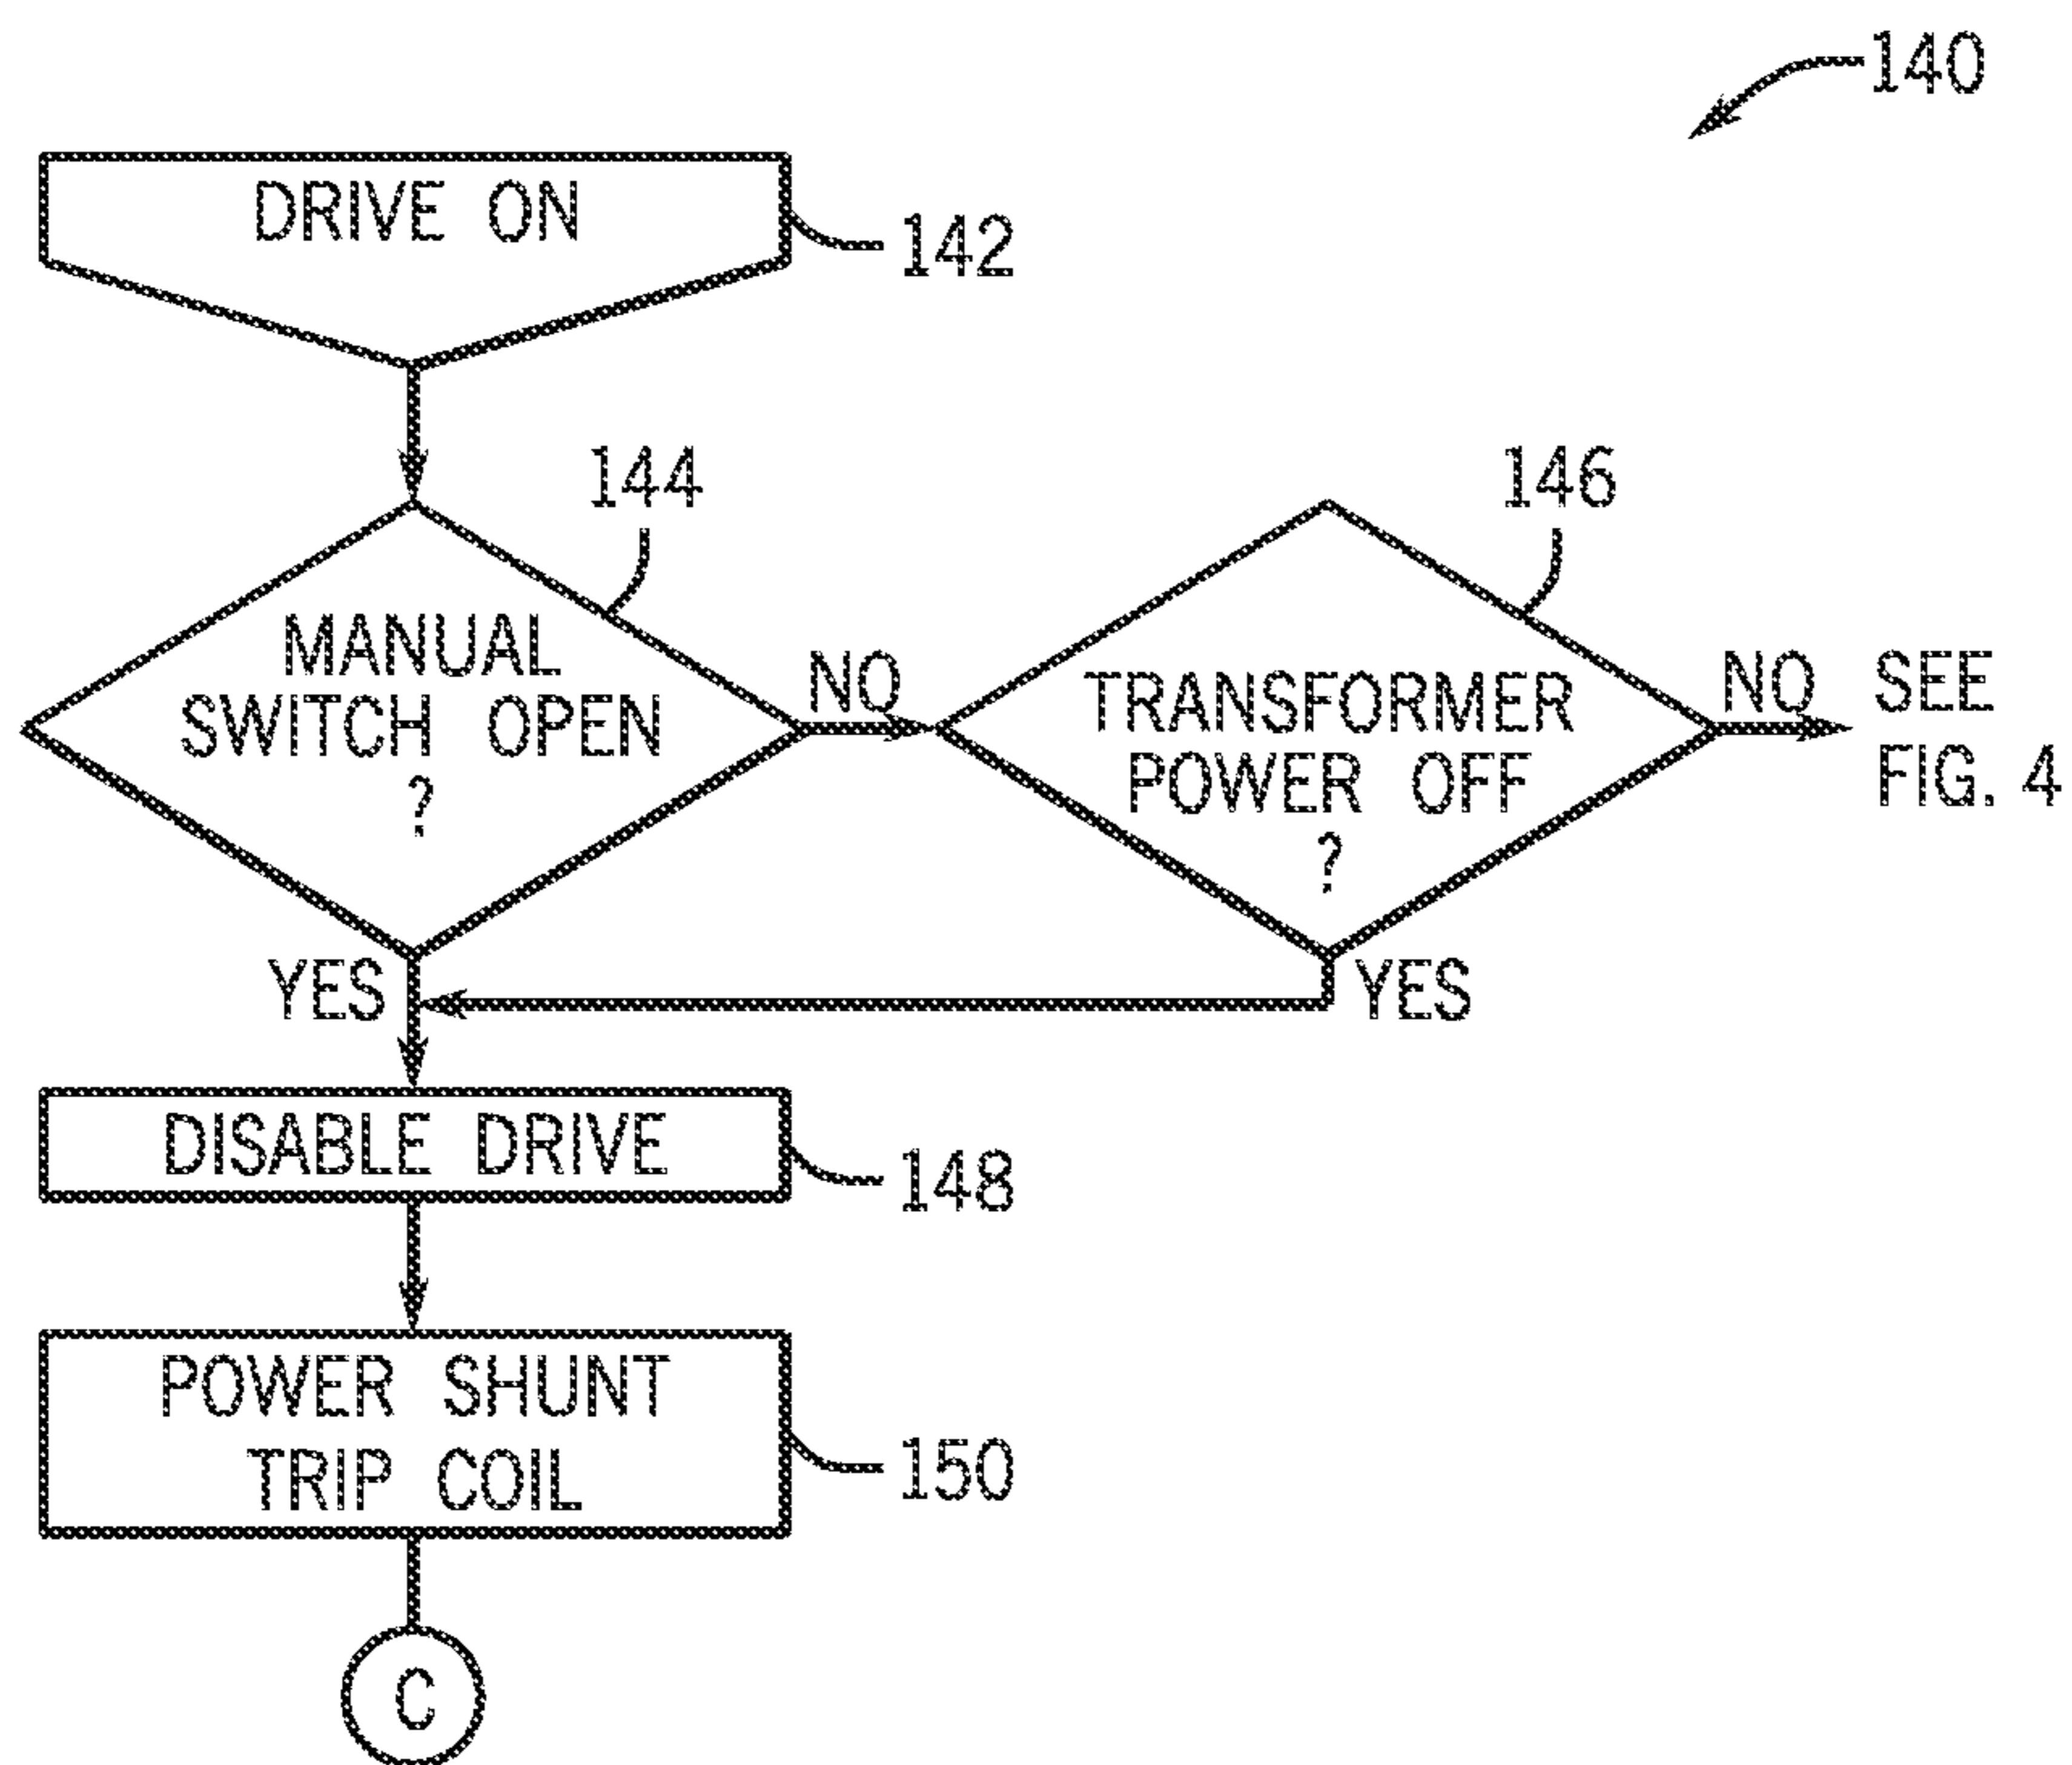 140
DRIVE ON
142
144
146
MANUAL
SWITCH OPEN
?
NO
TRANSFORMER
POWER OFF
?
NO
SEE
FIG. 4
YES
YES
DISABLE DRIVE
148
POWER SHUNT
TRIP COIL
150
C